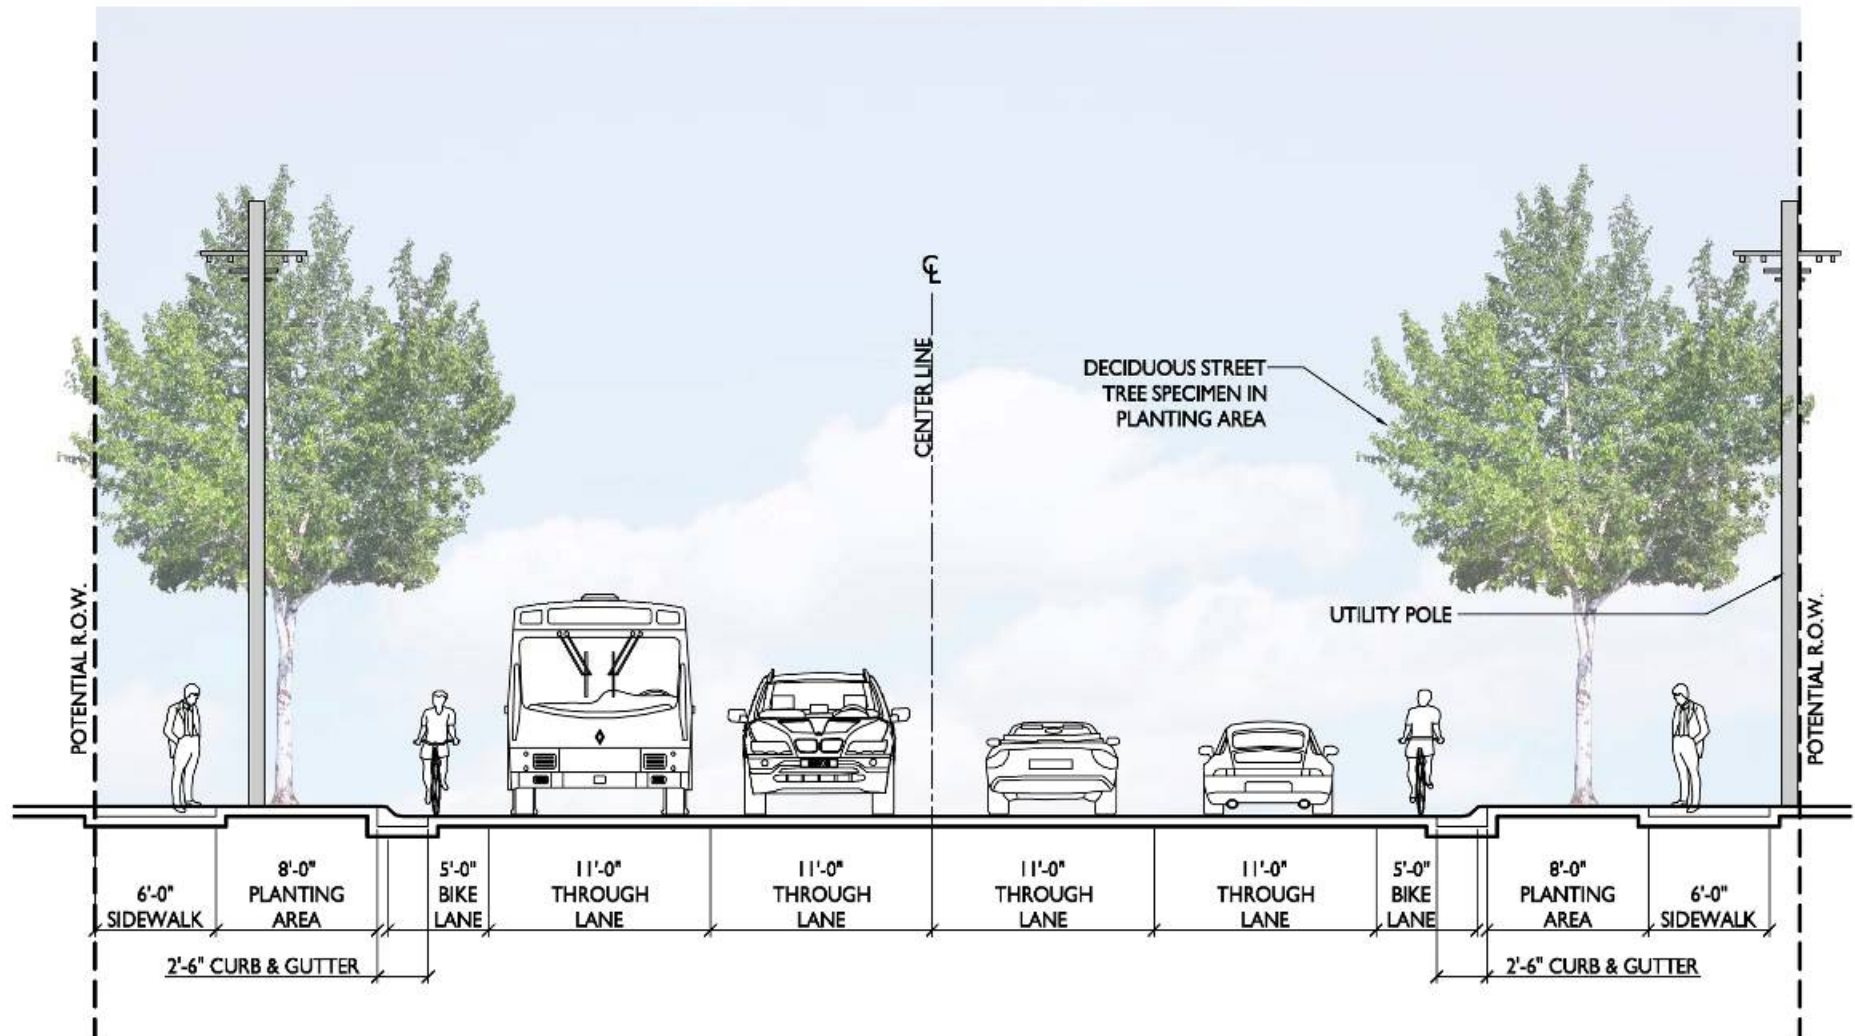 ℄
CENTER LINE
DECIDUOUS STREET
TREE SPECIMEN IN
PLANTING AREA
UTILITY POLE
POTENTIAL R.O.W.
POTENTIAL R.O.W.
6'-0"
SIDEWALK
8'-0"
PLANTING
AREA
5'-0"
BIKE
LANE
11'-0"
THROUGH
LANE
11'-0"
THROUGH
LANE
11'-0"
THROUGH
LANE
11'-0"
THROUGH
LANE
5'-0"
BIKE
LANE
8'-0"
PLANTING
AREA
6'-0"
SIDEWALK
2'-6" CURB & GUTTER
2'-6" CURB & GUTTER